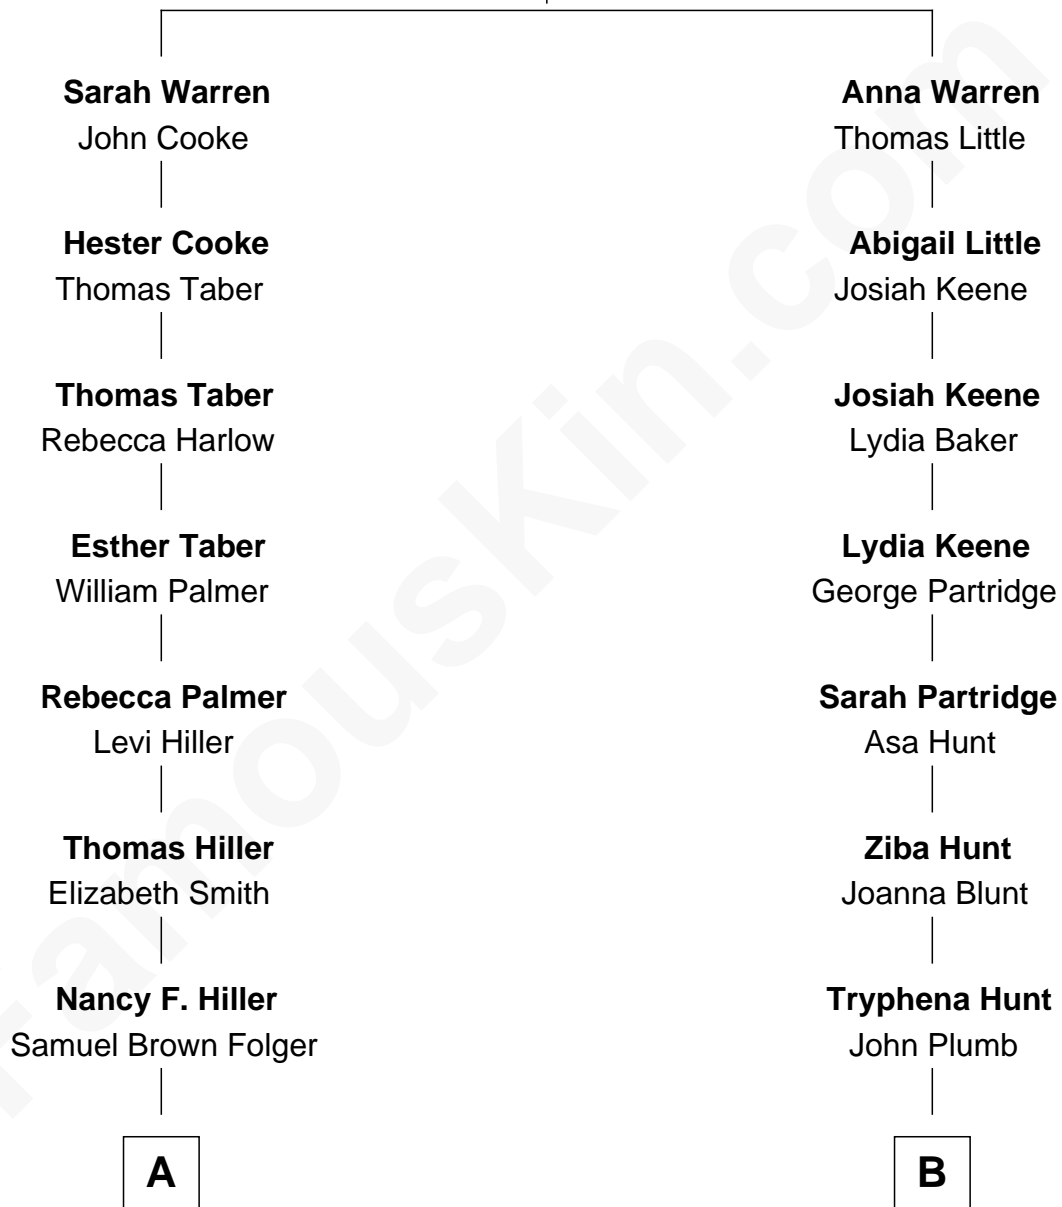 Sarah Warren
John Cooke
Anna Warren
Thomas Little
Hester Cooke
Thomas Taber
Abigail Little
Josiah Keene
Thomas Taber
Rebecca Harlow
Josiah Keene
Lydia Baker
Esther Taber
William Palmer
Lydia Keene
George Partridge
Rebecca Palmer
Levi Hiller
Sarah Partridge
Asa Hunt
Thomas Hiller
Elizabeth Smith
Ziba Hunt
Joanna Blunt
Nancy F. Hiller
Samuel Brown Folger
Tryphena Hunt
John Plumb
A
B
FamousKin.com